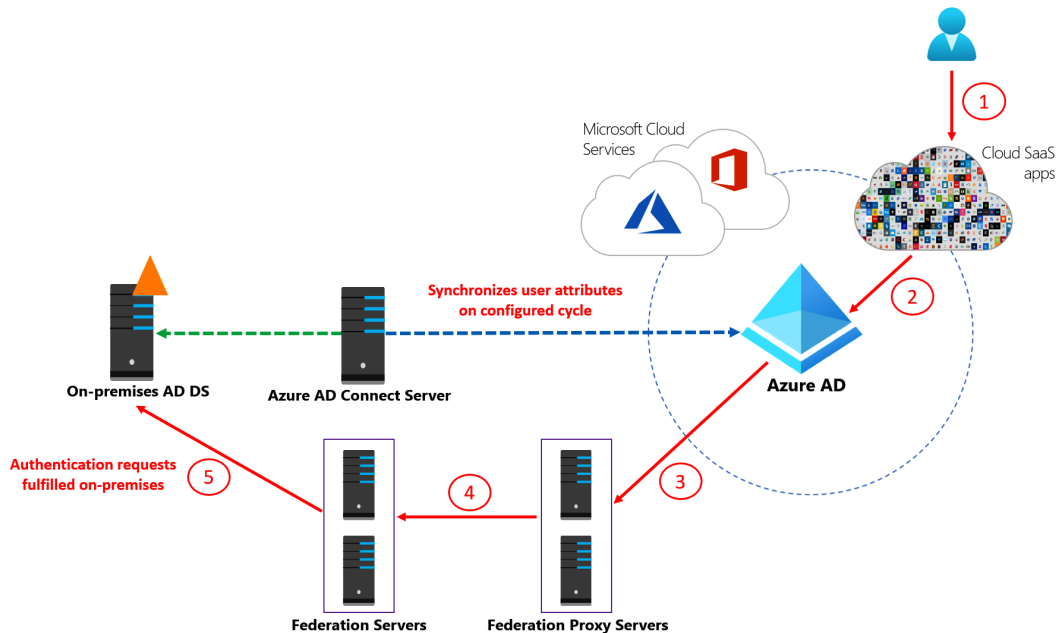 1
Microsoft Cloud
Services
Cloud SaaS
apps
2
Synchronizes user attributes
on configured cycle
On-premises AD DS
Azure AD Connect Server
Azure AD
Authentication requests
fulfilled on-premises
5
4
3
Federation Servers
Federation Proxy Servers